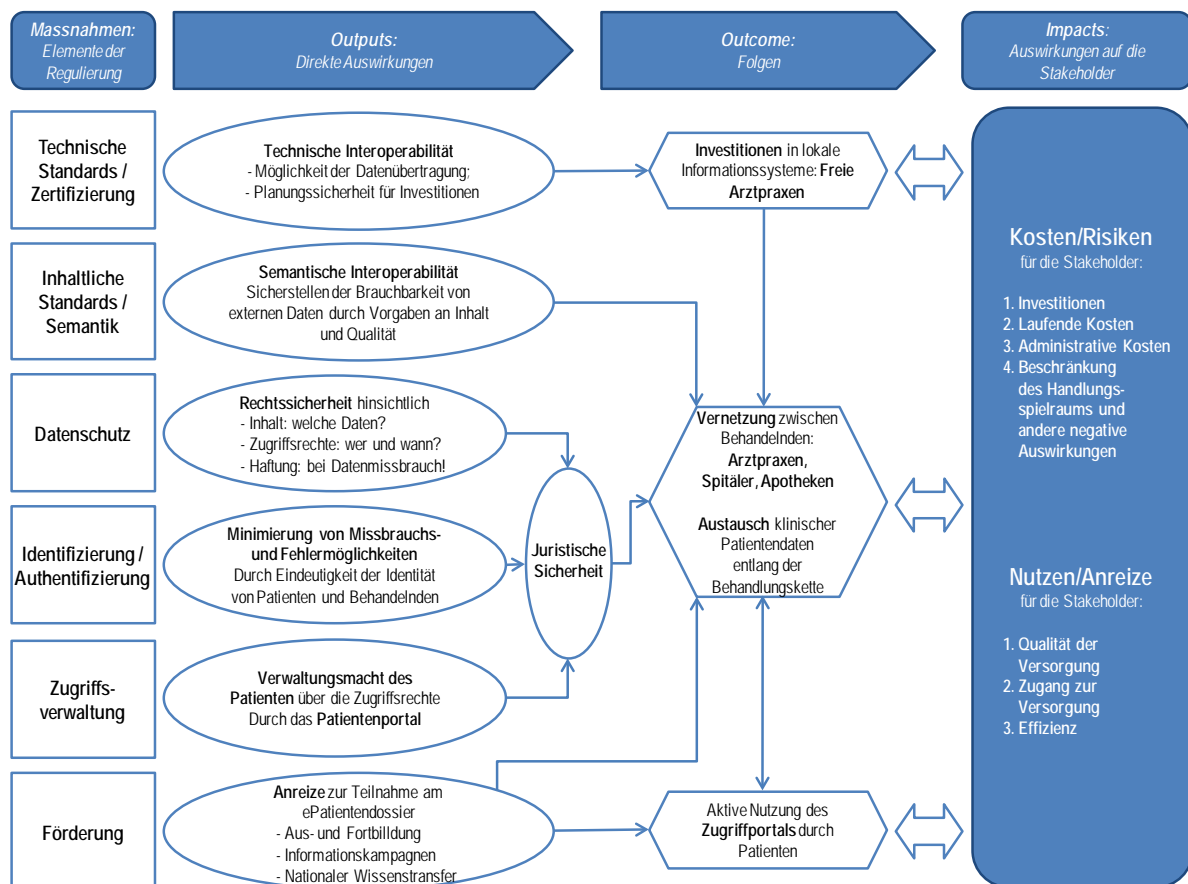 Massnahmen:
Elemente der
Regulierung
Outputs:
Direkte Auswirkungen
Outcome:
Folgen
Impacts:
Auswirkungen auf die
Stakeholder
Technische
Standards /
Zertifizierung
Technische Interoperabilität
- Möglichkeit der Datenübertragung;
- Planungssicherheit für Investitionen
Investitionen in lokale
Informationssysteme: Freie
Arztpraxen
Inhaltliche
Standards /
Semantik
Semantische Interoperabilität
Sicherstellen der Brauchbarkeit von
externen Daten durch Vorgaben an Inhalt
und Qualität
Datenschutz
Rechtssicherheit hinsichtlich
- Inhalt: welche Daten?
- Zugriffsrechte: wer und wann?
- Haftung: bei Datenmissbrauch!
Identifizierung /
Authentifizierung
Minimierung von Missbrauchs-
und Fehlermöglichkeiten
Durch Eindeutigkeit der Identität
von Patienten und Behandelnden
Juristische
Sicherheit
Vernetzung zwischen
Behandelnden:
Arztpraxen,
Spitäler, Apotheken
Austausch klinischer
Patientendaten
entlang der
Behandlungskette
Zugriffs-
verwaltung
Verwaltungsmacht des
Patienten über die Zugriffsrechte
Durch das Patientenportal
Förderung
Anreize zur Teilnahme am
ePatientendossier
- Aus- und Fortbilldung
- Informationskampagnen
- Nationaler Wissenstransfer
Aktive Nutzung des
Zugriffportals durch
Patienten
Kosten/Risiken
für die Stakeholder:
1. Investitionen
2. Laufende Kosten
3. Administrative Kosten
4. Beschränkung
des Handlungs-
spielraums und
andere negative
Auswirkungen
Nutzen/Anreize
für die Stakeholder:
1. Qualität der
Versorgung
2. Zugang zur
Versorgung
3. Effizienz